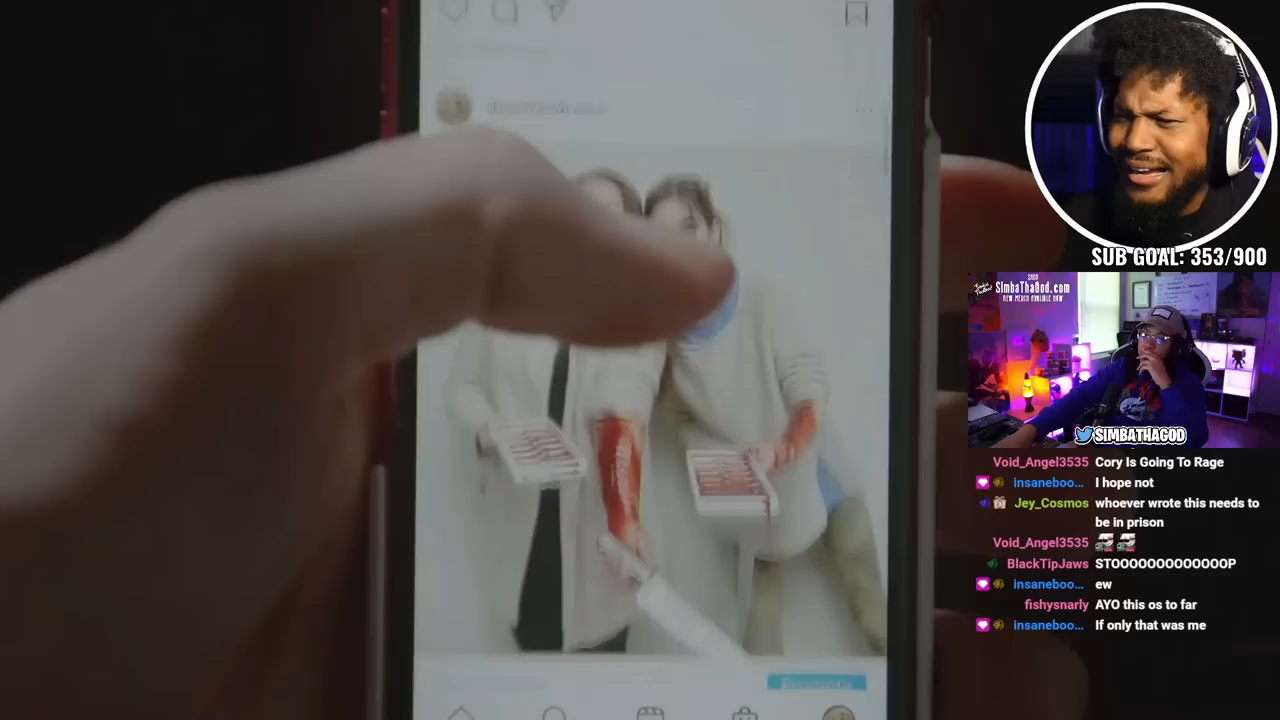 SUB GOAL: 353/900
SHOP
SimbaThaGod.com
NEW MERCH AVAILABLE NOW
SIMBATHAGOD
Void_Angel3535 Cory Is Going To Rage
insaneboo... I hope not
Jey_Cosmos whoever wrote this needs to
be in prison
Void_Angel3535
BlackTipJaws STOOOOOOOOOOOOP
insaneboo... ew
fishysnarly AYO this os to far
insaneboo... If only that was me